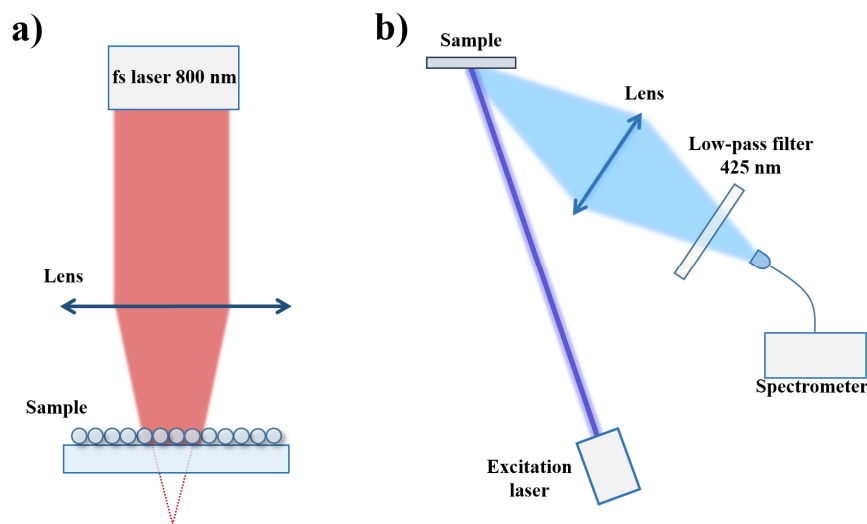 a)
fs laser 800 nm
Lens
Sample
b)
Sample
Lens
Low-pass filter
425 nm
Spectrometer
Excitation
laser